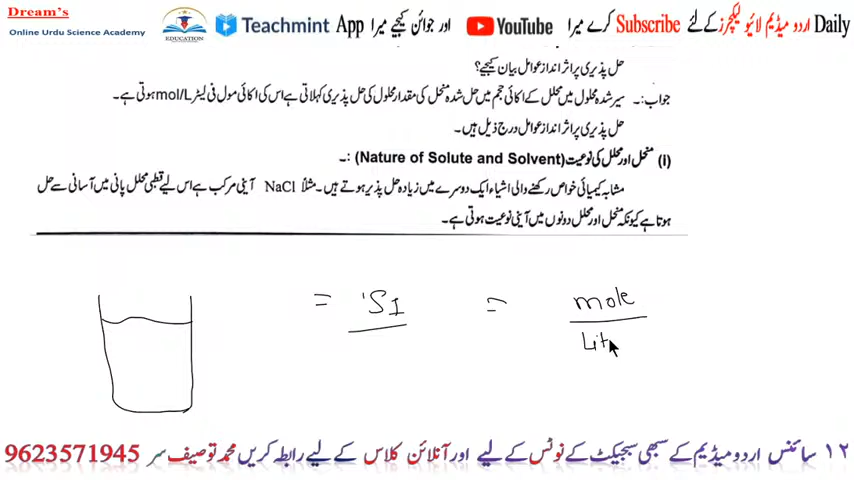 Dream's
Online Urdu Science Academy
EDUCATION
Teachmint App اور جوائن کیجیے میرا YouTube کرے میرا Subscribe اردو میڈیم لائیو لیکچرز کے لئے Daily
حل پذیری پر اثر انداز عوامل بیان کیجیے؟
جواب:۔ سیر شدہ محلول میں محلل کے اکائی حجم میں حل شدہ منحل کی مقدار محلول کی حل پذیری کہلاتی ہے اس کی اکائی مول فی لیٹر mol/L ہوتی ہے۔
حل پذیری پر اثر انداز عوامل درج ذیل ہیں۔
(i) منحل اور محلل کی نوعیت (Nature of Solute and Solvent) :۔
مشابہ کیمیائی خواص رکھنے والی اشیاء ایک دوسرے میں زیادہ حل پذیر ہوتے ہیں۔ مثلاً NaCl آینی مرکب ہے اس لیے قطبی محلل پانی میں آسانی سے حل
ہوتا ہے کیونکہ منحل اور محلل دونوں میں آینی نوعیت ہوتی ہے۔
= SI = mole
Lit
۱۲ سائنس اردو میڈیم کے سبھی سبجیکٹ کے نوٹس کے لیے اور آنلائن کلاس کے لیے رابطہ کریں محمد توصیف سر 9623571945